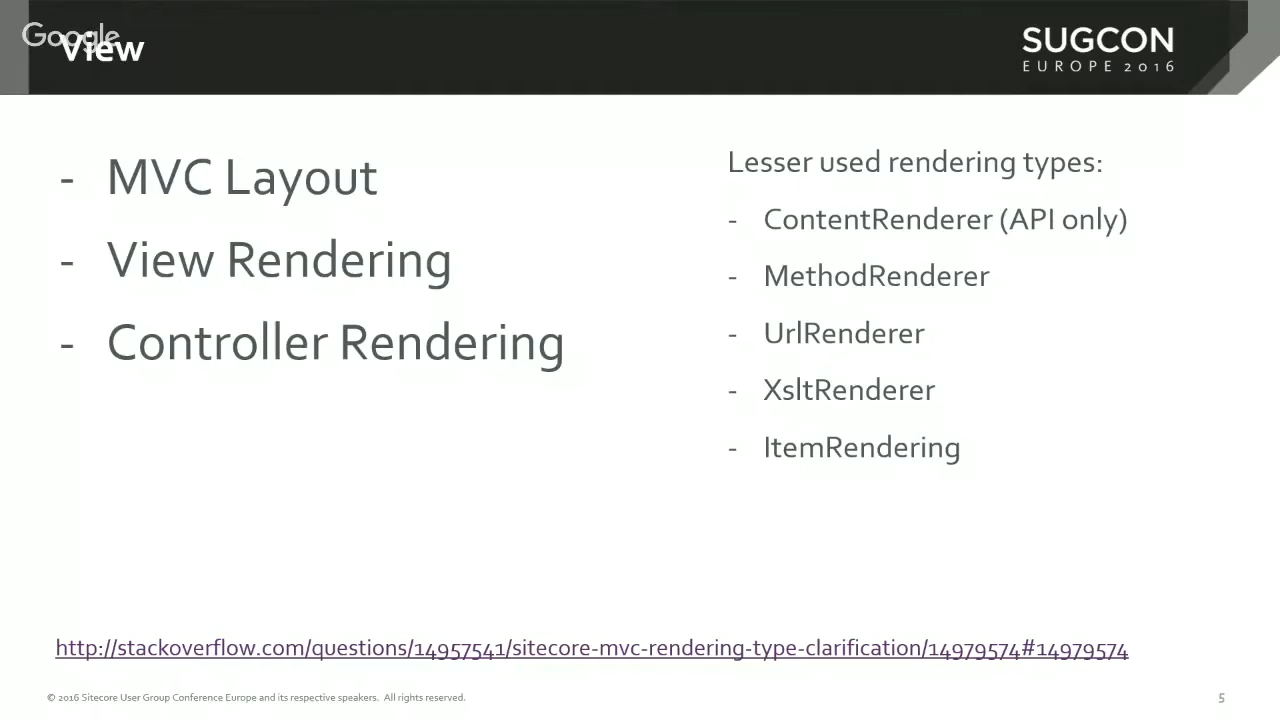 Google
View
SUGCON
EUROPE 2016
- MVC Layout
- View Rendering
- Controller Rendering
Lesser used rendering types:
- ContentRenderer (API only)
- MethodRenderer
- UrlRenderer
- XsltRenderer
- ItemRendering
http://stackoverflow.com/questions/14957541/sitecore-mvc-rendering-type-clarification/14979574#14979574
© 2016 Sitecore User Group Conference Europe and its respective speakers. All rights reserved.
5